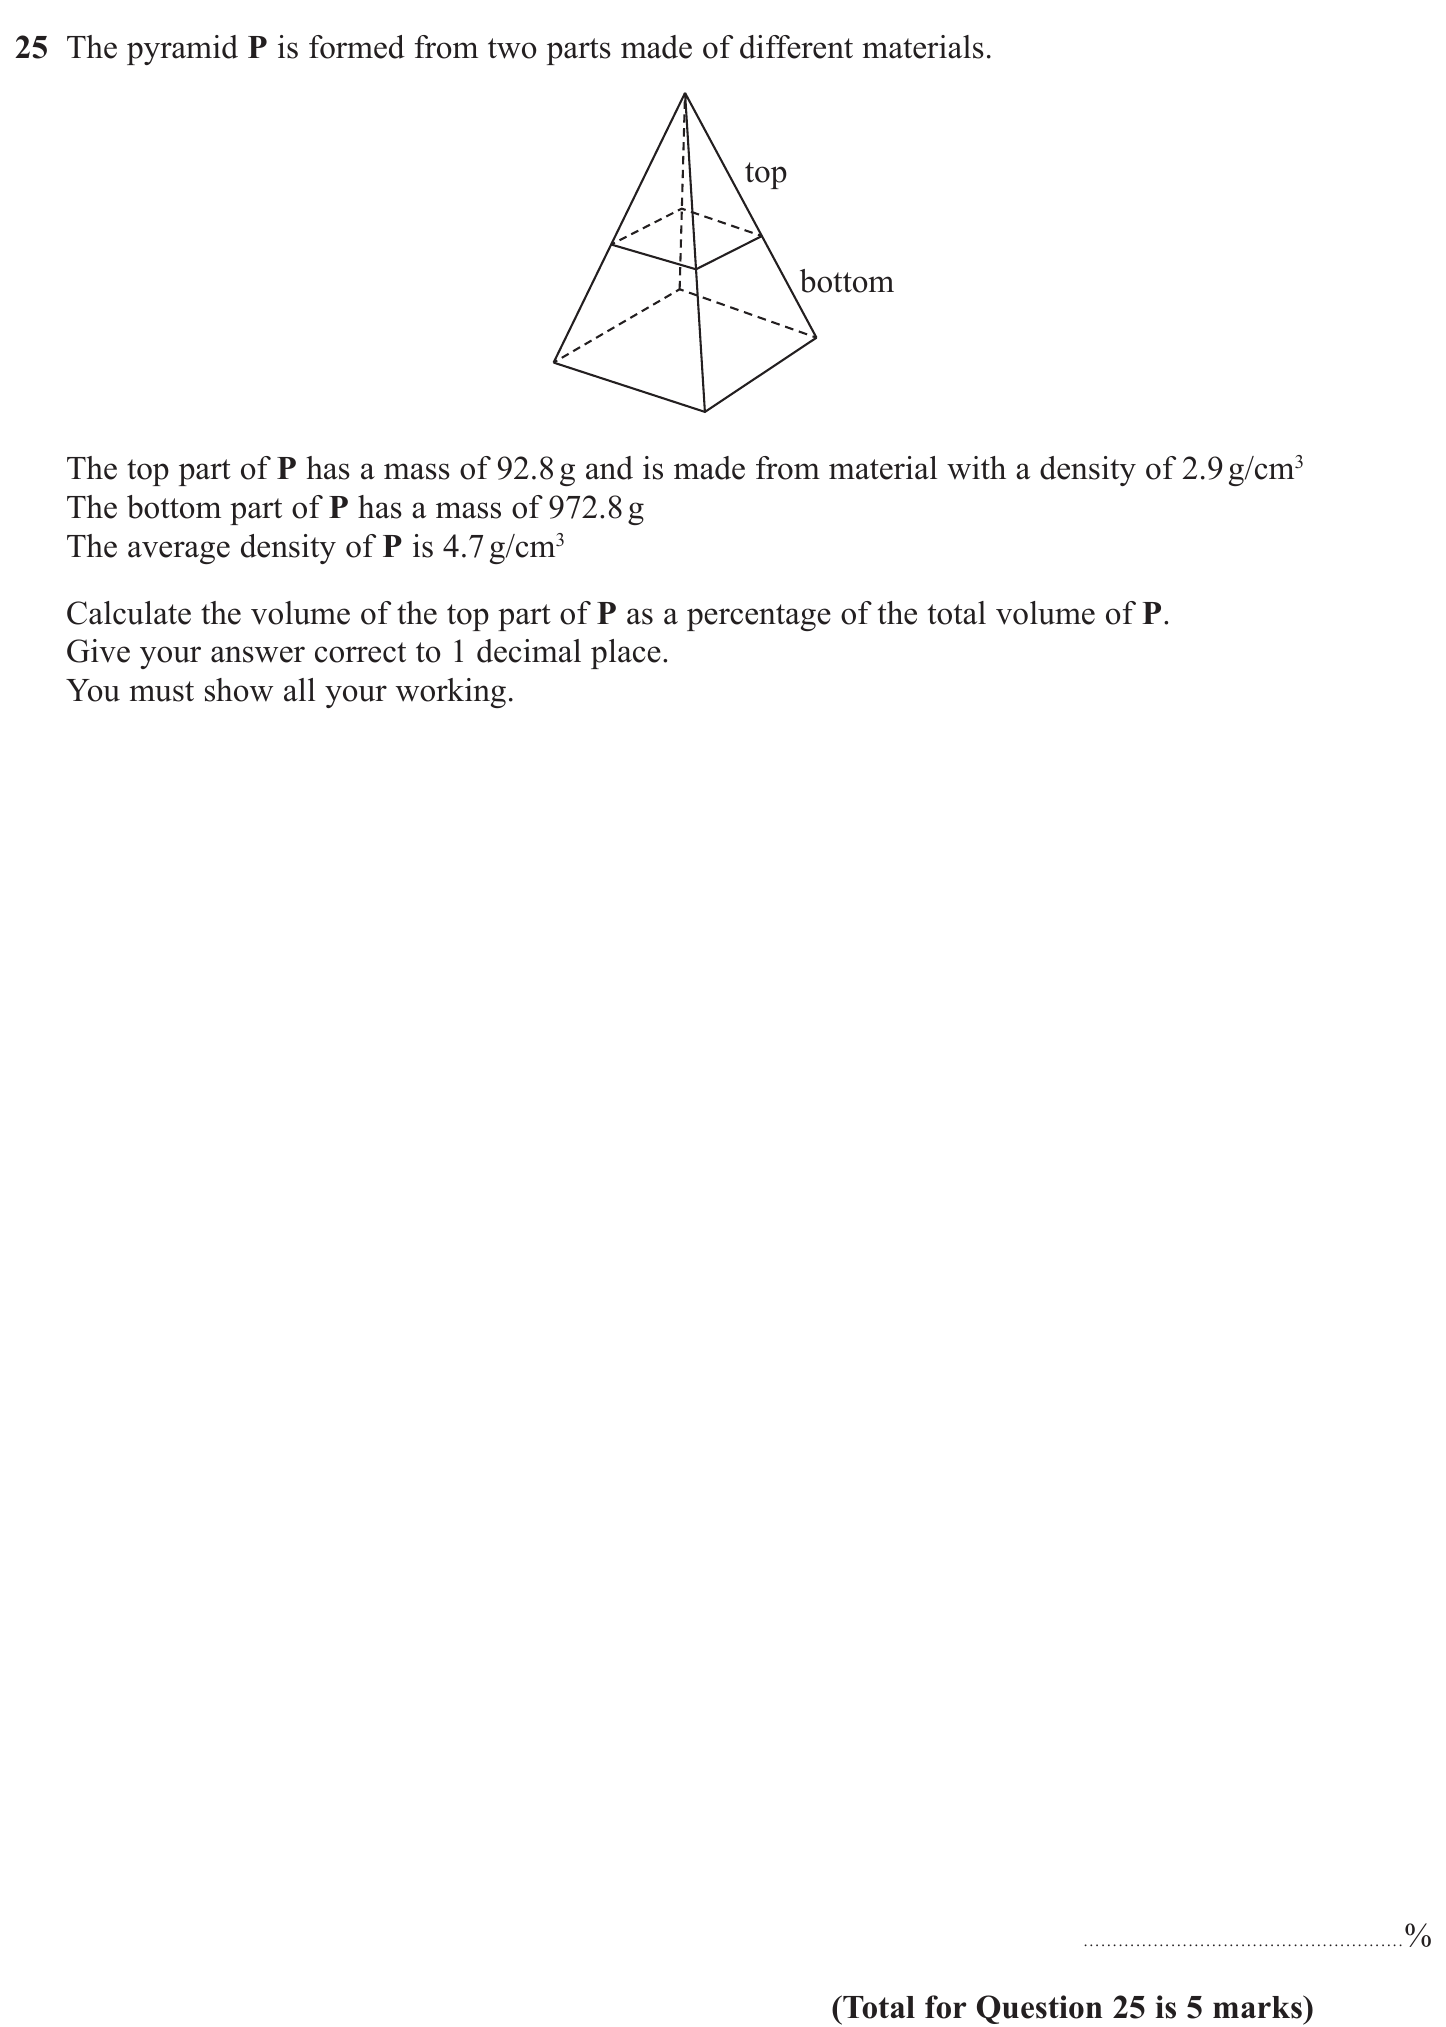 25 The pyramid P is formed from two parts made of different materials.
top
bottom
The top part of P has a mass of 92.8 g and is made from material with a density of 2.9 g/cm³
The bottom part of P has a mass of 972.8 g
The average density of P is 4.7 g/cm³
Calculate the volume of the top part of P as a percentage of the total volume of P.
Give your answer correct to 1 decimal place.
You must show all your working.
........................................................%
(Total for Question 25 is 5 marks)